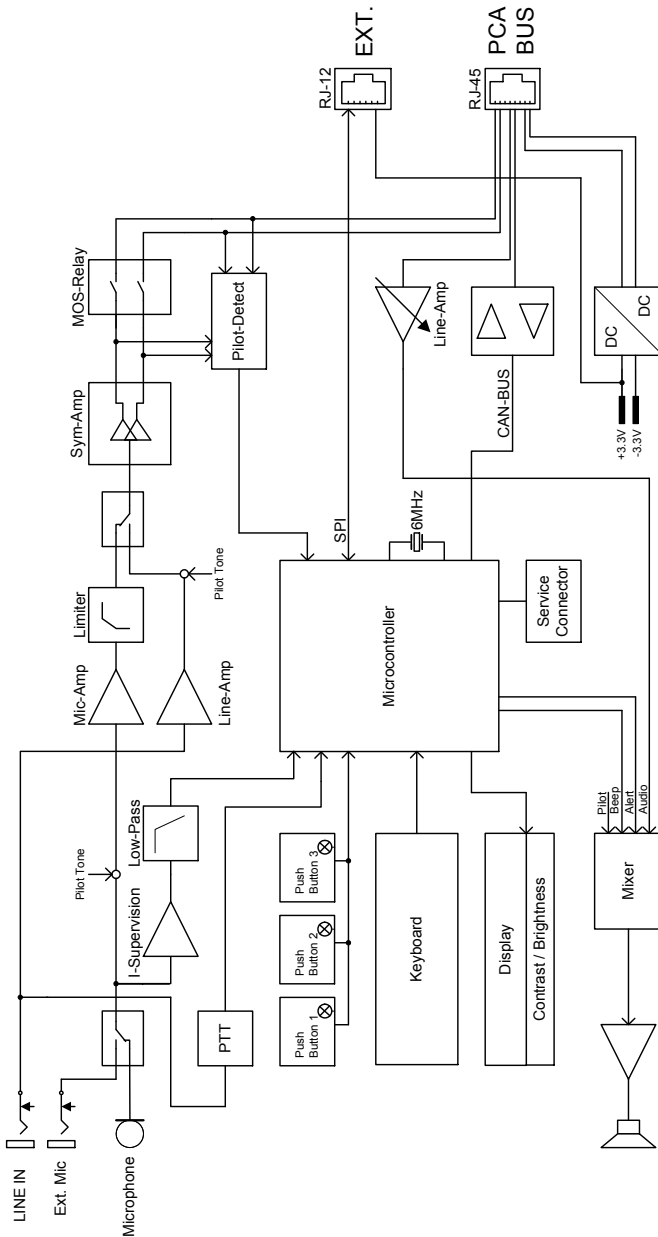 LINE IN
Ext. Mic
Microphone
Pilot Tone
I-Supervision
Low-Pass
PTT
Mic-Amp
Line-Amp
Limiter
Pilot Tone
Sym-Amp
MOS-Relay
Pilot-Detect
RJ-12
EXT.
RJ-45
PCA
BUS
Push
Button 1
Push
Button 2
Push
Button 3
Keyboard
Display
Contrast / Brightness
Microcontroller
SPI
6MHz
Service
Connector
CAN-BUS
Line-Amp
DC
DC
+3.3V
-3.3V
Pilot
Beep
Alert
Audio
Mixer